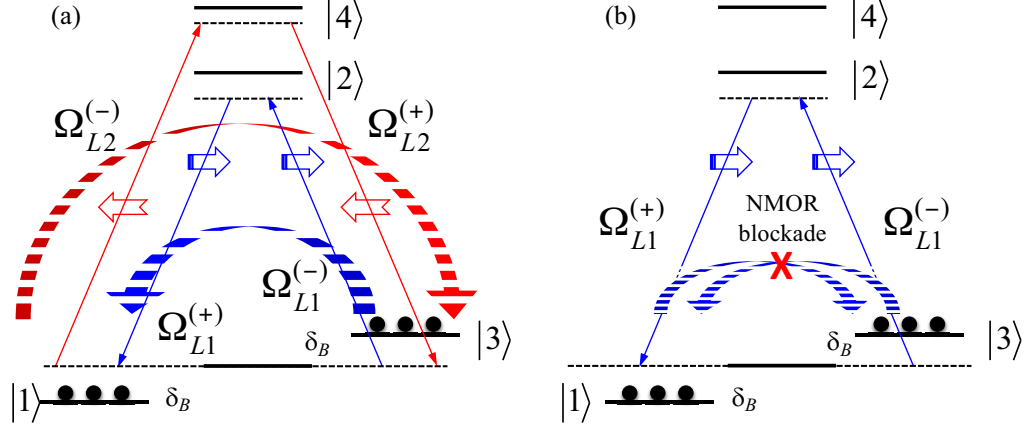 (a)
|4⟩
|2⟩
Ω_{L2}^{(-)}
Ω_{L2}^{(+)}
Ω_{L1}^{(-)}
Ω_{L1}^{(+)}
δ_B
|3⟩
|1⟩
δ_B
(b)
|4⟩
|2⟩
NMOR
blockade
Ω_{L1}^{(+)}
Ω_{L1}^{(-)}
X
δ_B
|3⟩
|1⟩
δ_B